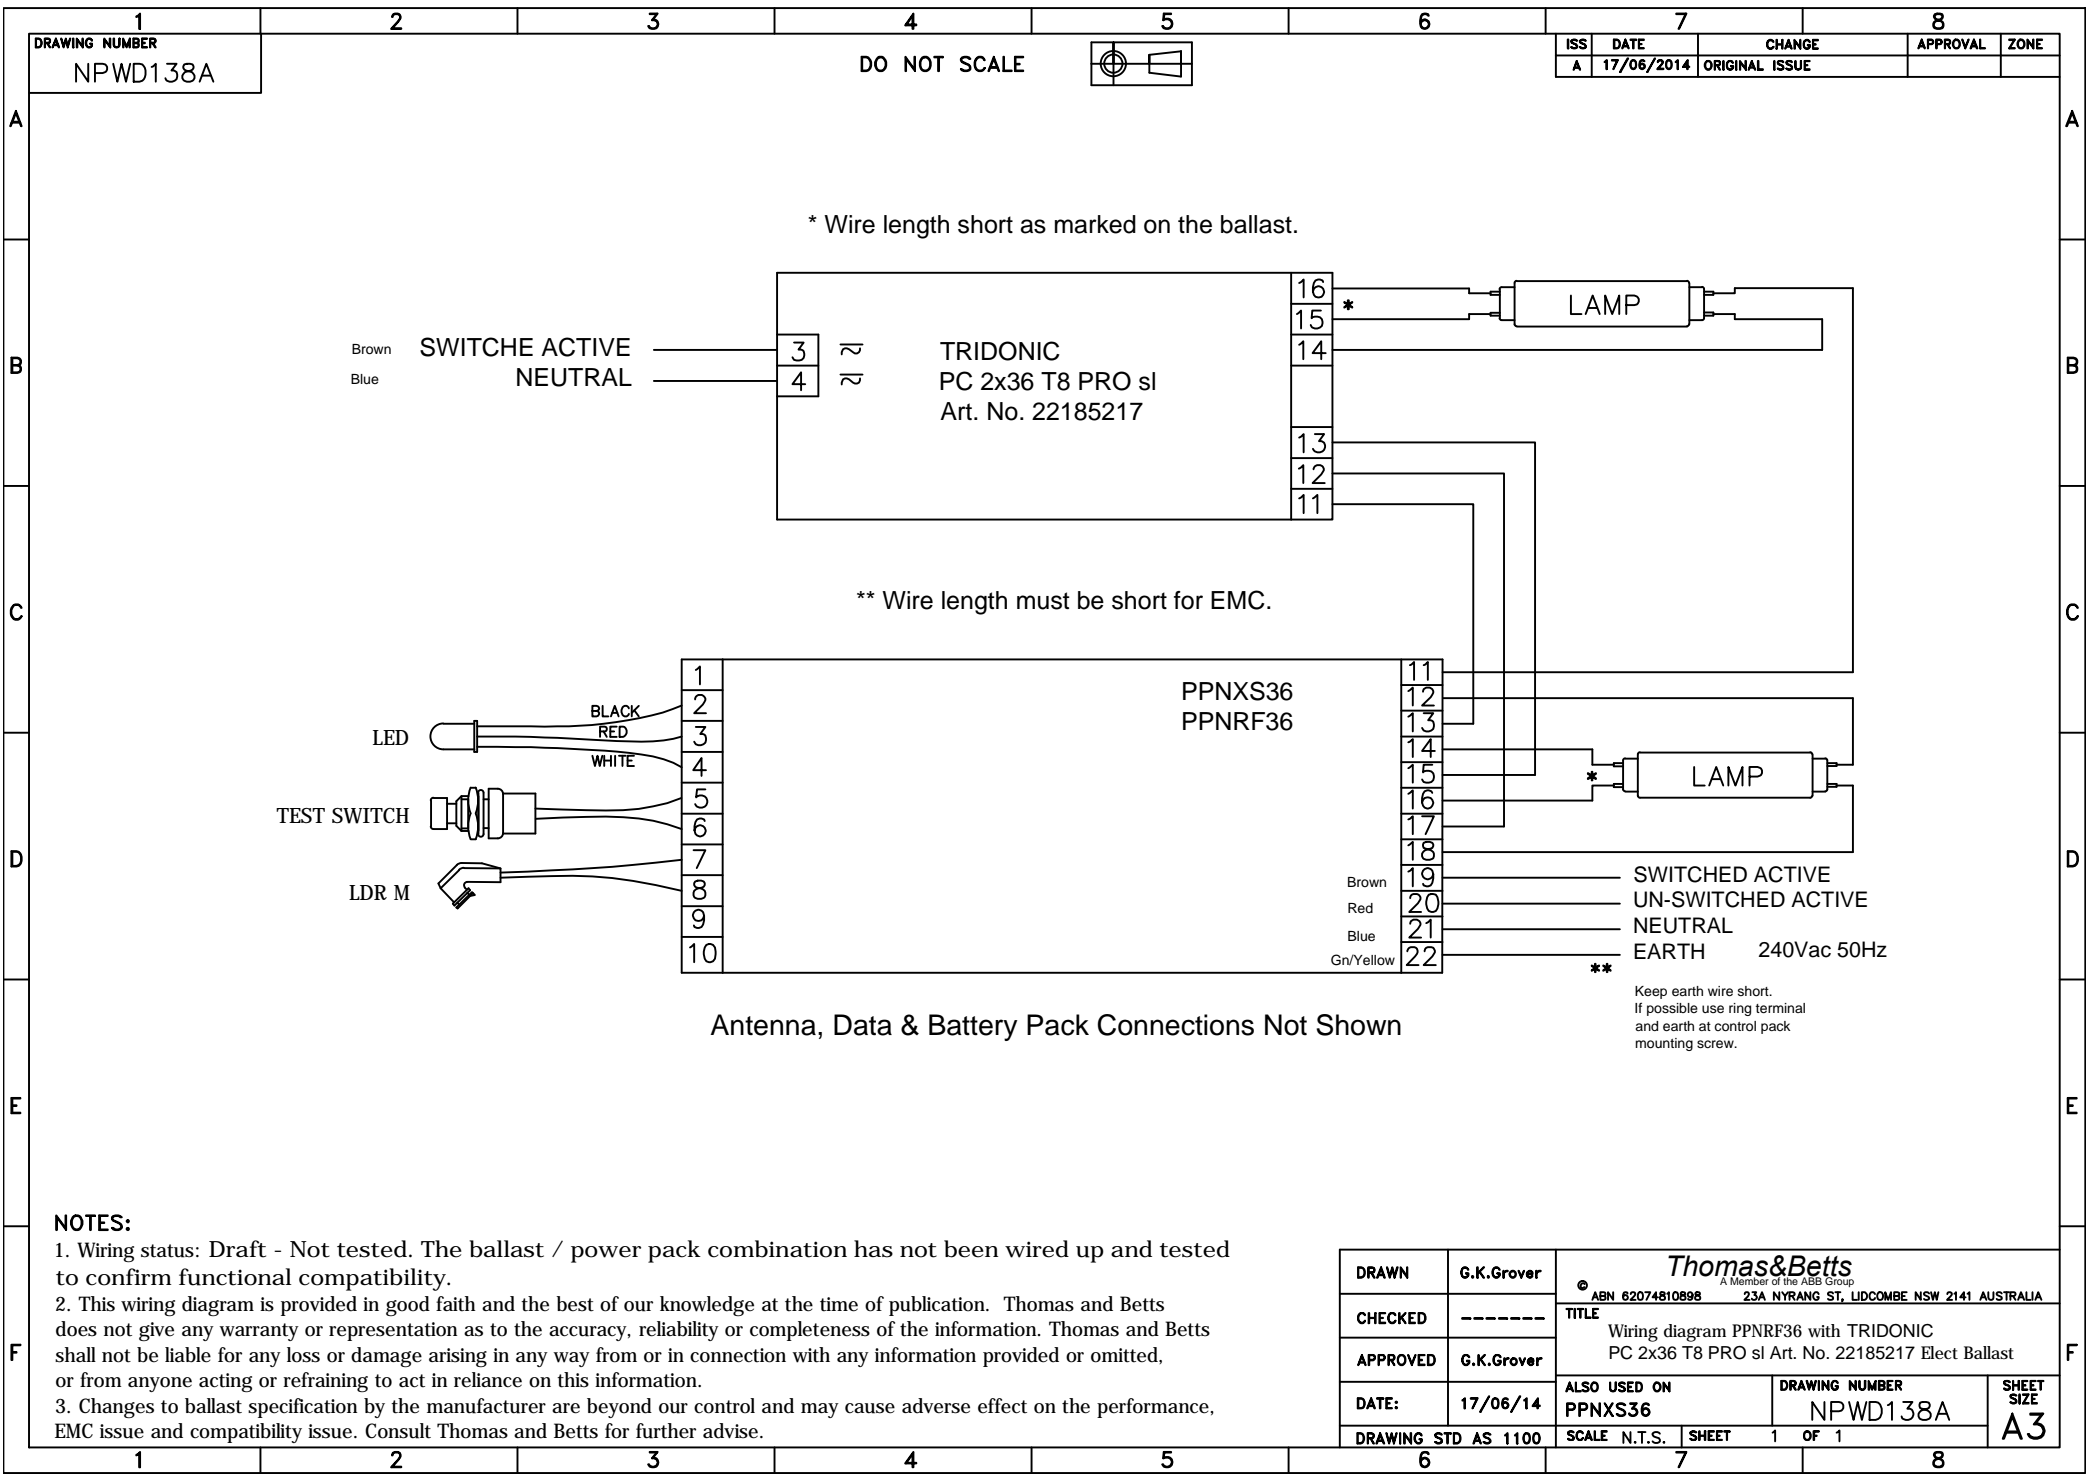 1 2 3 4 5 6 7 8
DRAWING NUMBER
NPWD138A
DO NOT SCALE
ISS DATE CHANGE APPROVAL ZONE
A 17/06/2014 ORIGINAL ISSUE
A A
* Wire length short as marked on the ballast.
16
*
15
14
LAMP
Brown SWITCHE ACTIVE 3
Blue NEUTRAL 4
TRIDONIC
PC 2x36 T8 PRO sl
Art. No. 22185217
B B
13
12
11
** Wire length must be short for EMC.
C C
1
2
3
4
5
6
7
8
9
10
BLACK
RED
WHITE
LED
TEST SWITCH
LDR M
PPNXS36
PPNRF36
11
12
13
14
15
16
17
18
Brown 19 SWITCHED ACTIVE
Red 20 UN-SWITCHED ACTIVE
Blue 21 NEUTRAL
Gn/Yellow 22 EARTH 240Vac 50Hz
* LAMP
**
D D
Keep earth wire short.
If possible use ring terminal
and earth at control pack
mounting screw.
Antenna, Data & Battery Pack Connections Not Shown
E E
NOTES:
1. Wiring status: Draft - Not tested. The ballast / power pack combination has not been wired up and tested
to confirm functional compatibility.
2. This wiring diagram is provided in good faith and the best of our knowledge at the time of publication. Thomas and Betts
does not give any warranty or representation as to the accuracy, reliability or completeness of the information. Thomas and Betts
shall not be liable for any loss or damage arising in any way from or in connection with any information provided or omitted,
or from anyone acting or refraining to act in reliance on this information.
3. Changes to ballast specification by the manufacturer are beyond our control and may cause adverse effect on the performance,
EMC issue and compatibility issue. Consult Thomas and Betts for further advise.
F F
DRAWN G.K.Grover
CHECKED -------
APPROVED G.K.Grover
DATE: 17/06/14
DRAWING STD AS 1100
Thomas&Betts
A Member of the ABB Group
© ABN 62074810898 23A NYRANG ST, LIDCOMBE NSW 2141 AUSTRALIA
TITLE
Wiring diagram PPNRF36 with TRIDONIC
PC 2x36 T8 PRO sl Art. No. 22185217 Elect Ballast
ALSO USED ON
PPNXS36
DRAWING NUMBER
NPWD138A
SHEET SIZE
A3
SCALE N.T.S. SHEET 1 OF 1
1 2 3 4 5 6 7 8